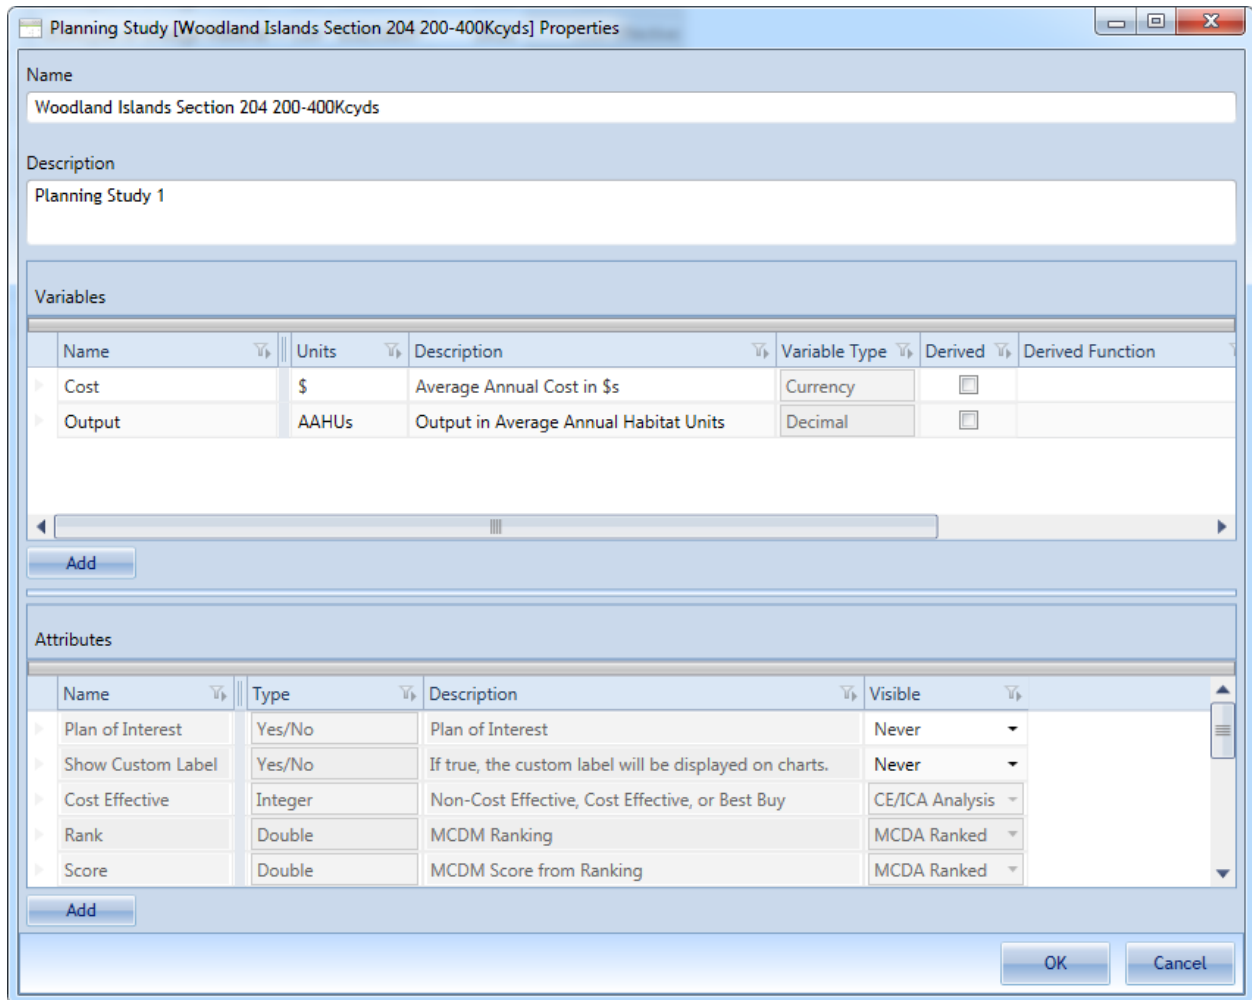 Planning Study [Woodland Islands Section 204 200-400Kcyds] Properties
Name
Woodland Islands Section 204 200-400Kcyds
Description
Planning Study 1
Variables
Name Units Description Variable Type Derived Derived Function
Cost $ Average Annual Cost in $s Currency
Output AAHUs Output in Average Annual Habitat Units Decimal
Add
Attributes
Name Type Description Visible
Plan of Interest Yes/No Plan of Interest Never
Show Custom Label Yes/No If true, the custom label will be displayed on charts. Never
Cost Effective Integer Non-Cost Effective, Cost Effective, or Best Buy CE/ICA Analysis
Rank Double MCDM Ranking MCDA Ranked
Score Double MCDM Score from Ranking MCDA Ranked
Add
OK Cancel